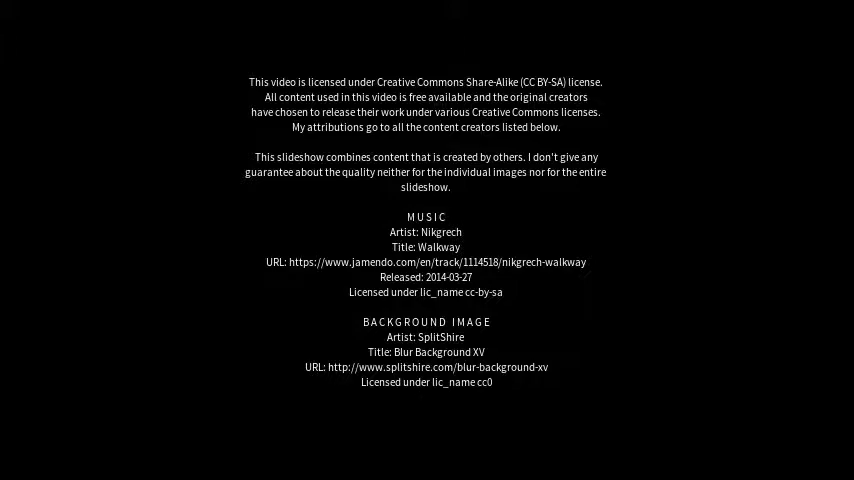 This video is licensed under Creative Commons Share-Alike (CC BY-SA) license.
All content used in this video is free available and the original creators
have chosen to release their work under various Creative Commons licenses.
My attributions go to all the content creators listed below.
This slideshow combines content that is created by others. I don't give any
guarantee about the quality neither for the individual images nor for the entire
slideshow.
M U S I C
Artist: Nikgrech
Title: Walkway
URL: https://www.jamendo.com/en/track/1114518/nikgrech-walkway
Released: 2014-03-27
Licensed under lic_name cc-by-sa
B A C K G R O U N D   I M A G E
Artist: SplitShire
Title: Blur Background XV
URL: http://www.splitshire.com/blur-background-xv
Licensed under lic_name cc0